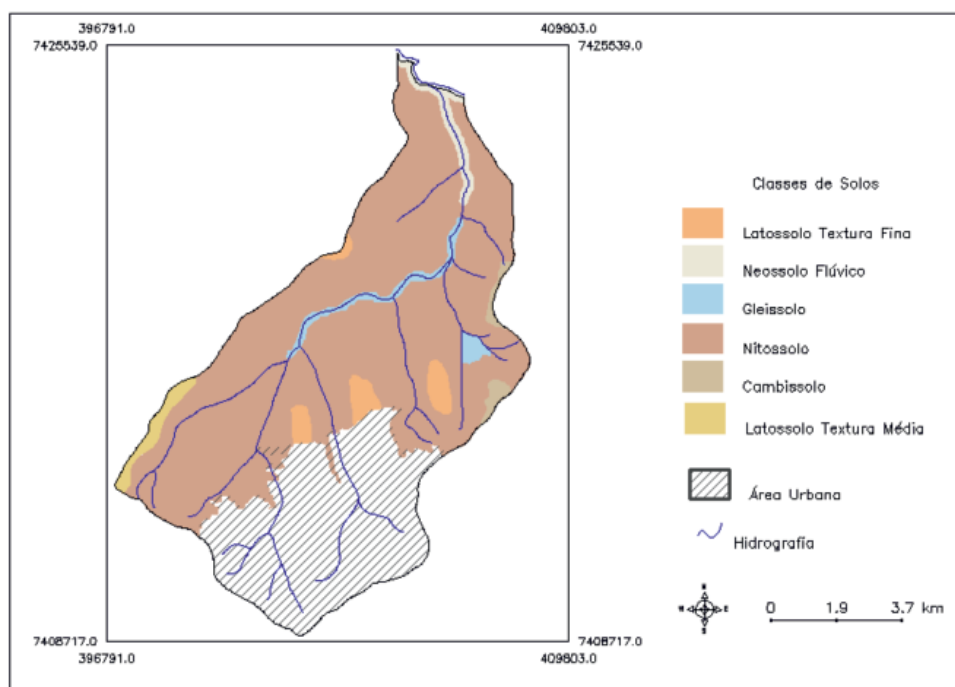 396791.0 409803.0
7425539.0 7425539.0
Classes de Solos
Latossolo Textura Fina
Neossolo Flúvico
Gleissolo
Nitossolo
Cambissolo
Latossolo Textura Média
Área Urbana
Hidrografia
N
E
S
0 1.9 3.7 km
7408717.0 7408717.0
396791.0 409803.0